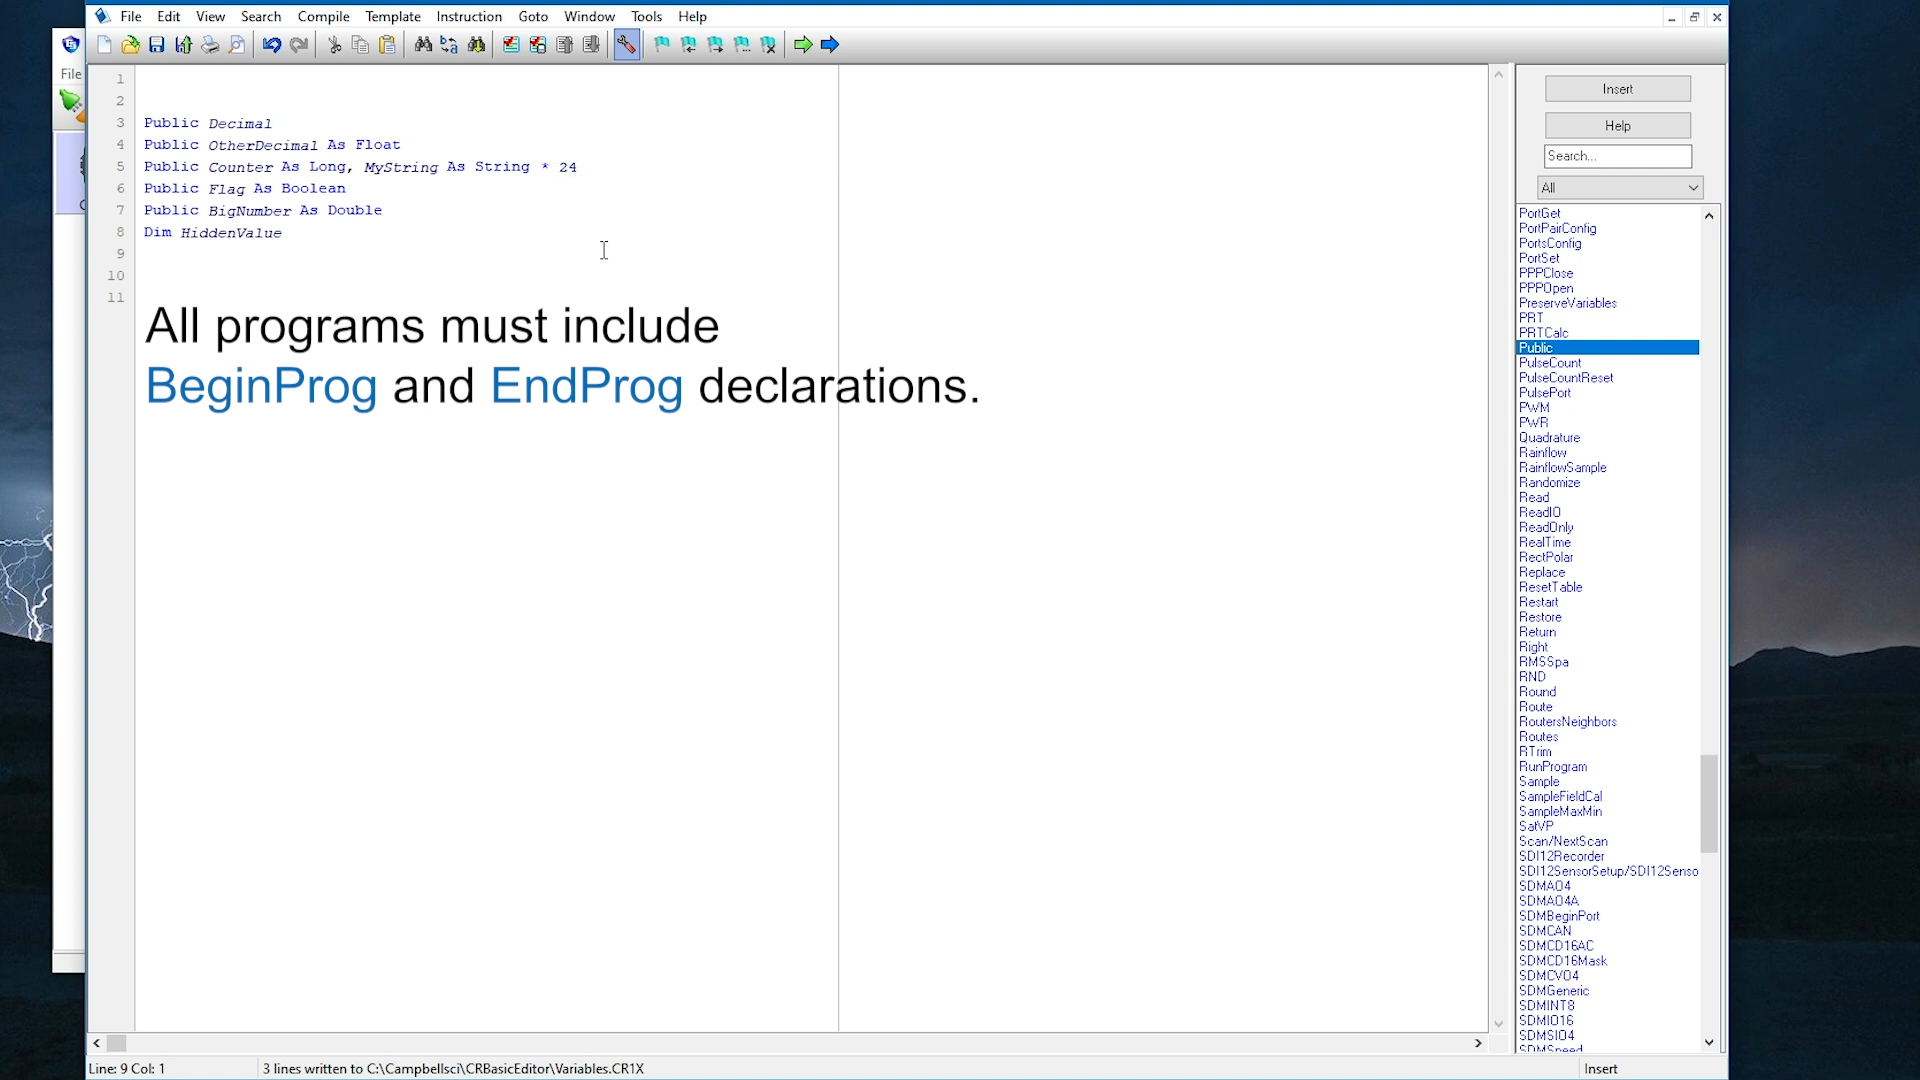 File Edit View Search Compile Template Instruction Goto Window Tools Help
File
1
2
3 Public Decimal
4 Public OtherDecimal As Float
5 Public Counter As Long, MyString As String * 24
6 Public Flag As Boolean
7 Public BigNumber As Double
8 Dim HiddenValue
9
10
11
All programs must include
BeginProg and EndProg declarations.
Insert
Help
Search...
All
PortGet
PortPairConfig
PortsConfig
PortSet
PPPClose
PPPOpen
PreserveVariables
PRT
PRTCalc
Public
PulseCount
PulseCountReset
PulsePort
PWM
PWR
Quadrature
Rainflow
RainflowSample
Randomize
Read
ReadIO
ReadOnly
RealTime
RectPolar
Replace
ResetTable
Restart
Restore
Return
Right
RMSSpa
RND
Round
Route
RoutersNeighbors
Routes
RTrim
RunProgram
Sample
SampleFieldCal
SampleMaxMin
SatVP
Scan/NextScan
SDI12Recorder
SDI12SensorSetup/SDI12Senso
SDMAO4
SDMAO4A
SDMBeginPort
SDMCAN
SDMCD16AC
SDMCD16Mask
SDMCVO4
SDMGeneric
SDMINT8
SDMIO16
SDMSIO4
SDMSpeed
Line: 9 Col: 1
3 lines written to C:\Campbellsci\CRBasicEditor\Variables.CR1X
Insert